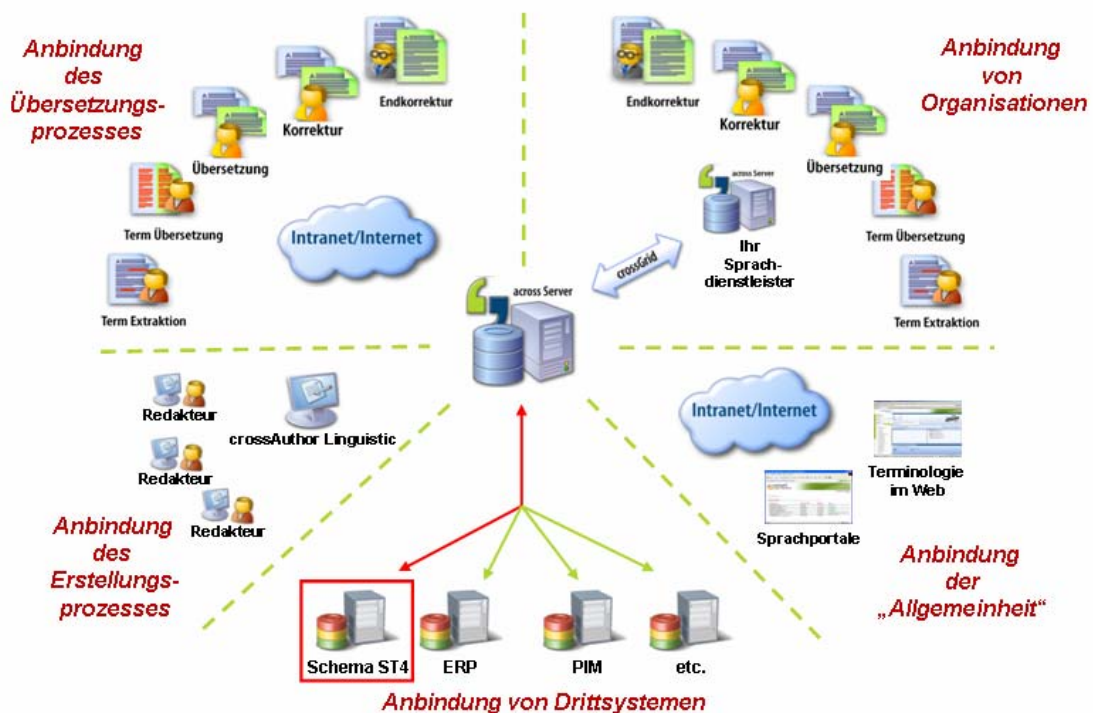 Anbindung
des
Übersetzungs-
prozesses
Endkorrektur
Korrektur
Übersetzung
Term Übersetzung
Term Extraktion
Intranet/Internet
Anbindung
von
Organisationen
Endkorrektur
Korrektur
Übersetzung
Term Übersetzung
Term Extraktion
across Server
Ihr
Sprach-
dienstleister
crossGrid
across Server
Redakteur
crossAuthor Linguistic
Redakteur
Redakteur
Anbindung
des
Erstellungs-
prozesses
Intranet/Internet
Terminologie
im Web
Sprachportale
Anbindung
der
„Allgemeinheit“
Schema ST4
ERP
PIM
etc.
Anbindung von Drittsystemen